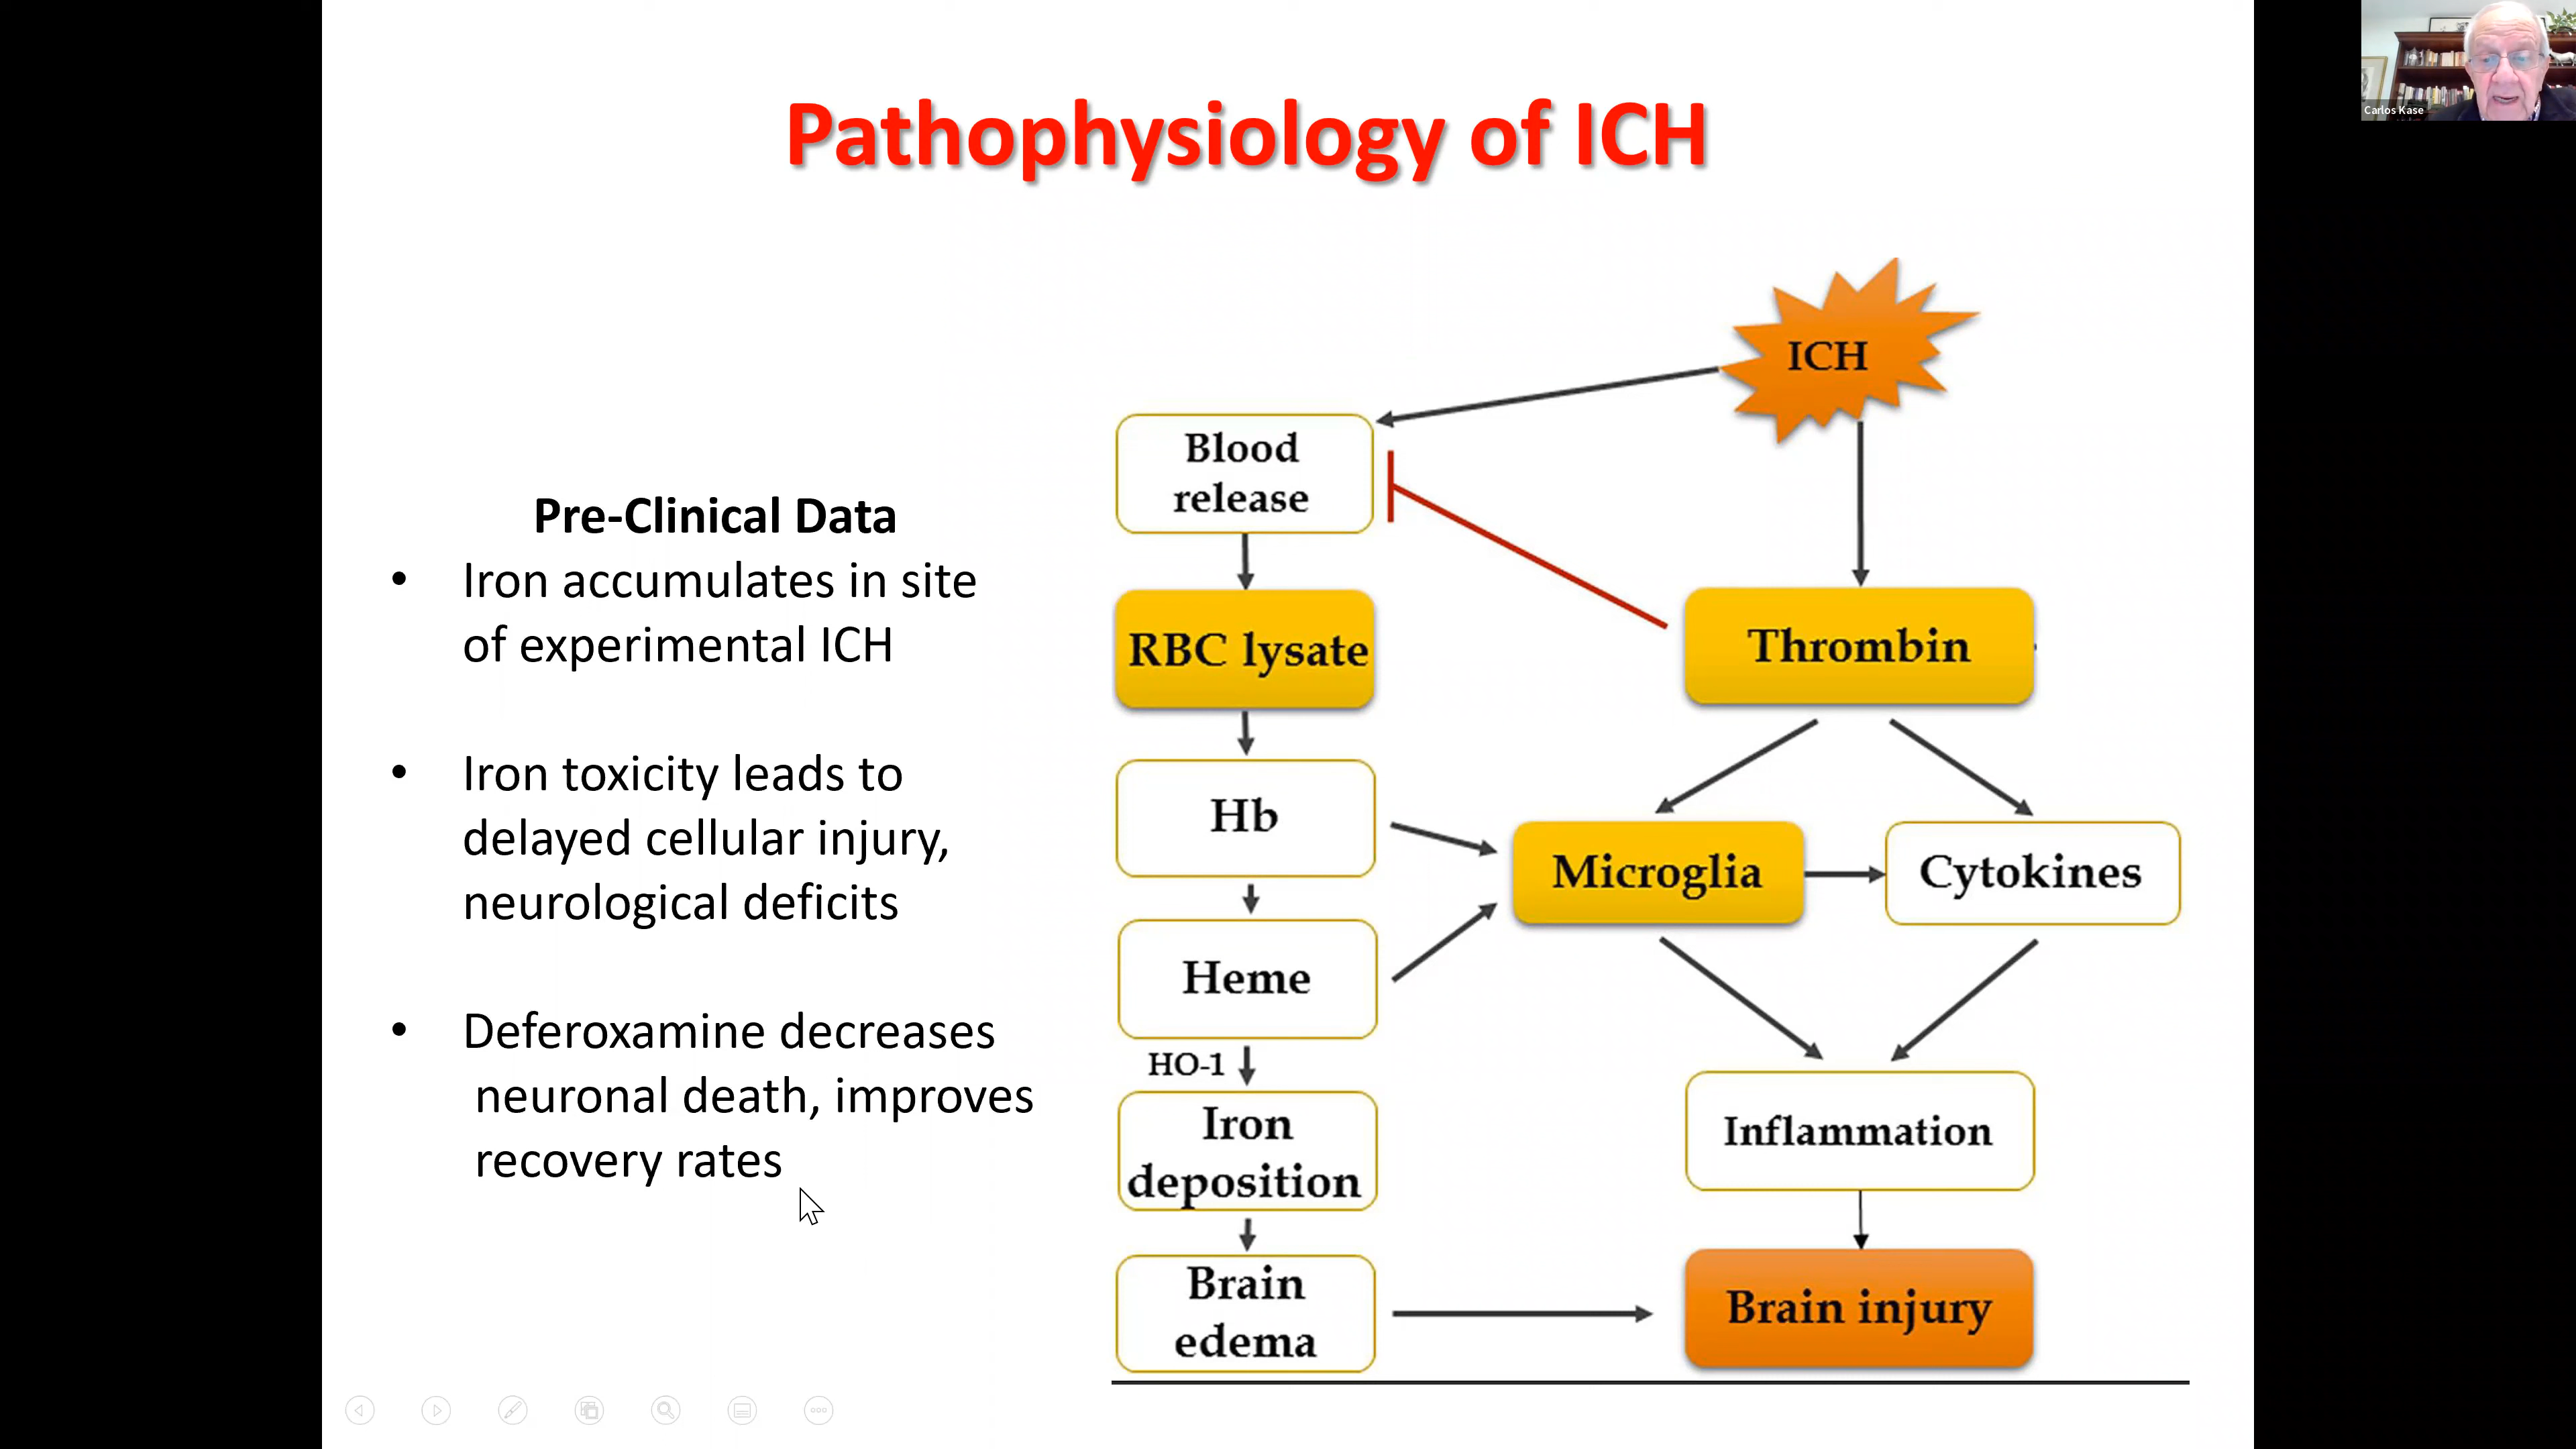 Pathophysiology of ICH
Carlos Kase
Pre-Clinical Data
• Iron accumulates in site
of experimental ICH
• Iron toxicity leads to
delayed cellular injury,
neurological deficits
• Deferoxamine decreases
neuronal death, improves
recovery rates
ICH
Blood
release
RBC lysate
Thrombin
Hb
Microglia
Cytokines
Heme
HO-1
Iron
deposition
Inflammation
Brain
edema
Brain injury